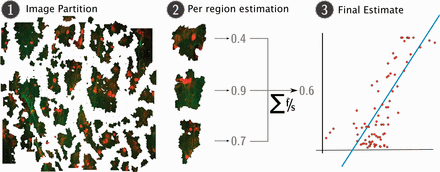 1 Image Partition
2 Per region estimation
3 Final Estimate
0.4
0.9
∑ f/s
0.6
0.7